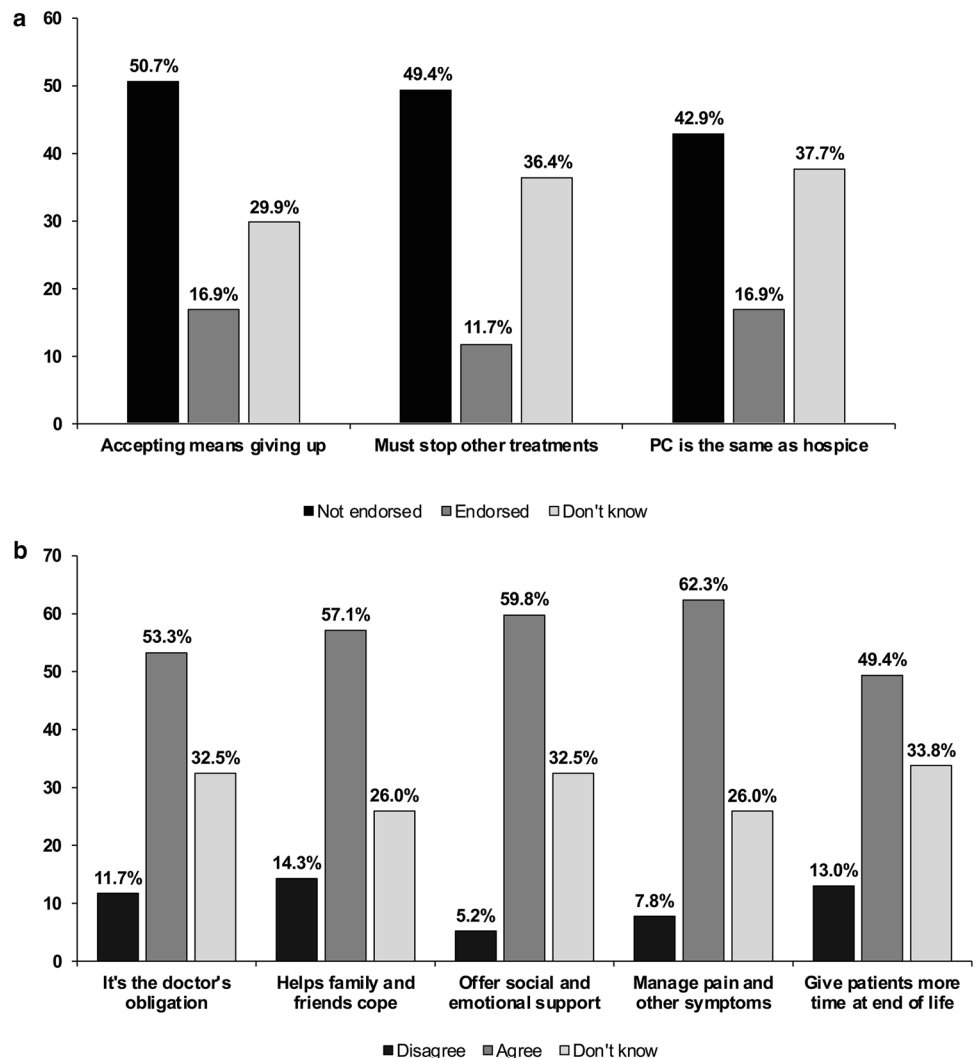 a
60
50
40
30
20
10
0
50.7%
16.9%
29.9%
49.4%
11.7%
36.4%
42.9%
16.9%
37.7%
Accepting means giving up
Must stop other treatments
PC is the same as hospice
Not endorsed
Endorsed
Don't know
b
70
60
50
40
30
20
10
0
11.7%
53.3%
32.5%
14.3%
57.1%
26.0%
5.2%
59.8%
32.5%
7.8%
62.3%
26.0%
13.0%
49.4%
33.8%
It's the doctor's
obligation
Helps family and
friends cope
Offer social and
emotional support
Manage pain and
other symptoms
Give patients more
time at end of life
Disagree
Agree
Don't know